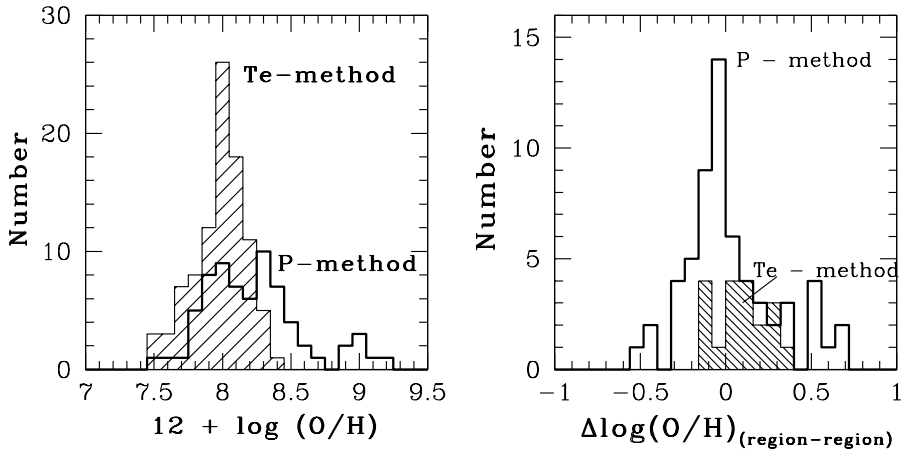 30
20
10
0
Number
Te-method
P-method
7
7.5
8
8.5
9
9.5
12 + log (O/H)
15
10
5
0
Number
P - method
Te - method
-1
-0.5
0
0.5
1
Δlog(O/H)(region-region)